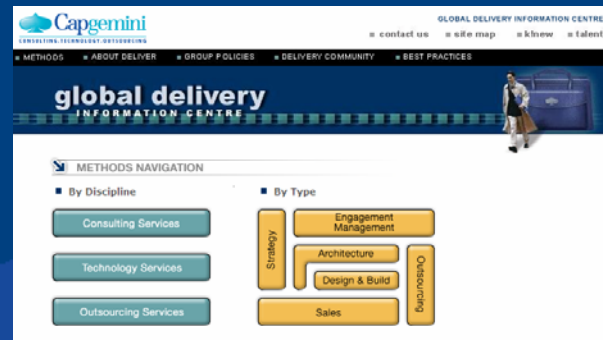 Capgemini
CONSULTING.TECHNOLOGY.OUTSOURCING
GLOBAL DELIVERY INFORMATION CENTRE
contact us site map k!new talent
METHODS ABOUT DELIVER GROUP POLICIES DELIVERY COMMUNITY BEST PRACTICES
global delivery
INFORMATION CENTRE
METHODS NAVIGATION
By Discipline By Type
Consulting Services
Technology Services
Outsourcing Services
Strategy
Engagement
Management
Architecture
Design & Build
Outsourcing
Sales